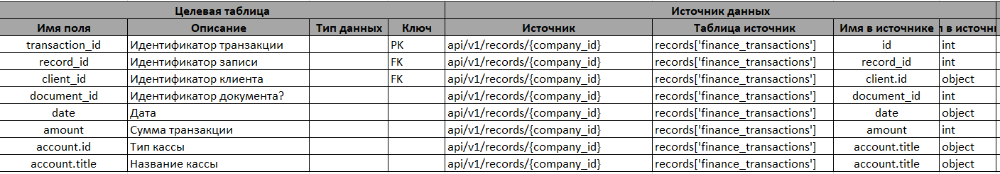 Целевая таблица Источник данных
Имя поля Описание Тип данных Ключ Источник Таблица источник Имя в источнике в источн
transaction_id Идентификатор транзакции PK api/v1/records/{company_id} records['finance_transactions'] id int
record_id Идентификатор записи FK api/v1/records/{company_id} records['finance_transactions'] record_id int
client_id Идентификатор клиента FK api/v1/records/{company_id} records['finance_transactions'] client.id object
document_id Идентификатор документа? api/v1/records/{company_id} records['finance_transactions'] document_id int
date Дата api/v1/records/{company_id} records['finance_transactions'] date object
amount Сумма транзакции api/v1/records/{company_id} records['finance_transactions'] amount int
account.id Тип кассы api/v1/records/{company_id} records['finance_transactions'] account.title object
account.title Название кассы api/v1/records/{company_id} records['finance_transactions'] account.title object